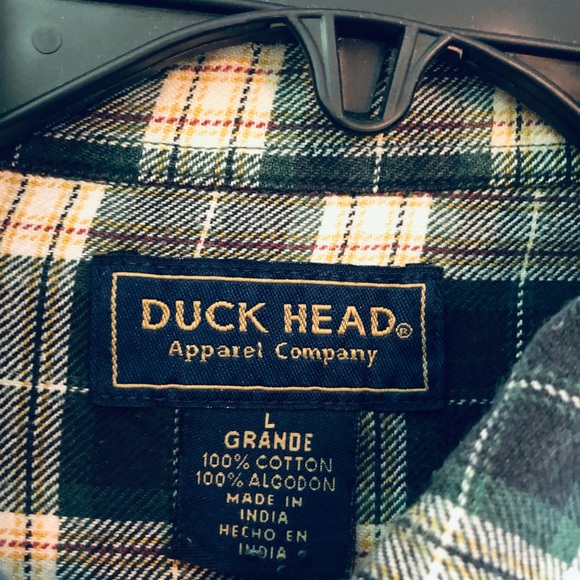 DUCK HEAD®
Apparel Company
L
GRANDE
100% COTTON
100% ALGODON
MADE IN
INDIA
HECHO EN
INDIA